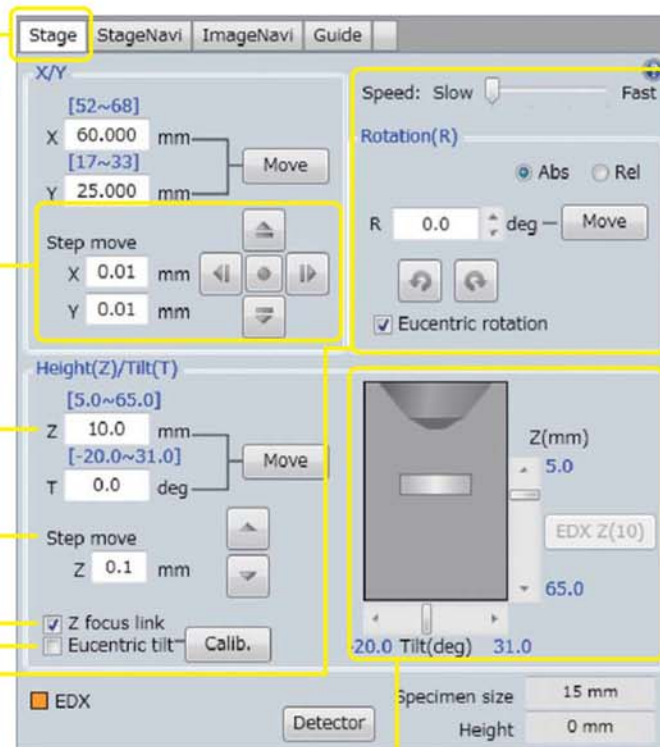 Stage StageNavi ImageNavi Guide
X/Y
[52~68]
X 60.000 mm
[17~33]
Y 25.000 mm
Move
Step move
X 0.01 mm
Y 0.01 mm
Speed: Slow Fast
Rotation(R)
Abs Rel
R 0.0 deg Move
Eucentric rotation
Height(Z)/Tilt(T)
[5.0~65.0]
Z 10.0 mm
[-20.0~31.0]
T 0.0 deg
Move
Step move
Z 0.1 mm
Z focus link
Eucentric tilt Calib.
Z(mm)
5.0
EDX Z(10)
65.0
-20.0 Tilt(deg) 31.0
EDX
Detector
Specimen size 15 mm
Height 0 mm